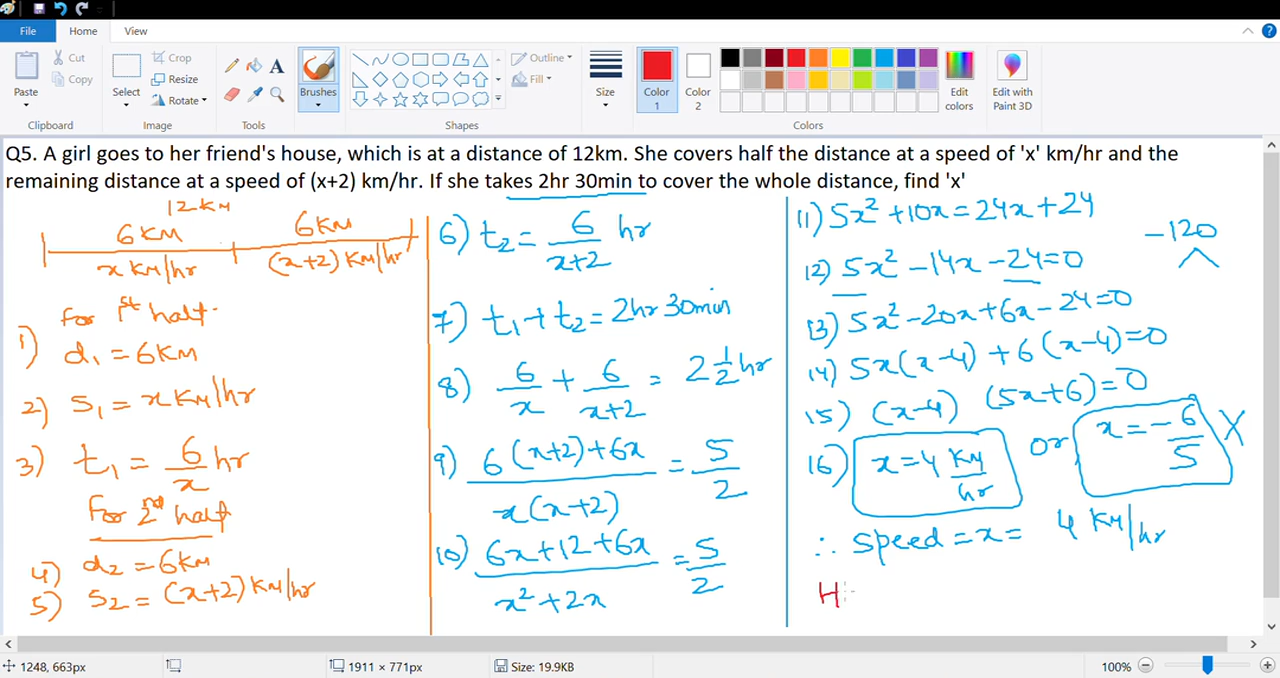 File Home View
Paste
Cut
Copy
Clipboard
Select
Crop
Resize
Rotate
Image
A
Tools
Brushes
Outline
Fill
Shapes
Size
Color 1
Color 2
Colors
Edit colors
Edit with Paint 3D
Q5. A girl goes to her friend's house, which is at a distance of 12km. She covers half the distance at a speed of 'x' km/hr and the
remaining distance at a speed of (x+2) km/hr. If she takes 2hr 30min to cover the whole distance, find 'x'
12KM
6KM 6KM
x KM/hr (x+2) KM/hr
For 1st half-
1) d₁ = 6KM
2) S₁ = x KM/hr
3) t₁ = 6/x hr
For 2nd half
4) d₂ = 6KM
5) S₂ = (x+2) KM/hr
6) t₂ = 6/(x+2) hr
7) t₁ + t₂ = 2hr 30min
8) 6/x + 6/(x+2) = 2 1/2 hr
9) (6(x+2)+6x)/(x(x+2)) = 5/2
10) (6x+12+6x)/(x²+2x) = 5/2
11) 5x² +10x = 24x + 24
-120
12) 5x² - 14x - 24 = 0
13) 5x² - 20x + 6x - 24 = 0
14) 5x(x-4) + 6(x-4) = 0
15) (x-4) (5x+6) = 0
16) x = 4 KM/hr or x = -6/5 X
∴ Speed = x = 4 KM/hr
H
1248, 663px
1911 × 771px
Size: 19.9KB
100%